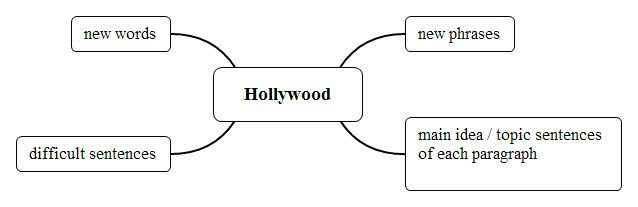 new words
new phrases
Hollywood
difficult sentences
main idea / topic sentences
of each paragraph